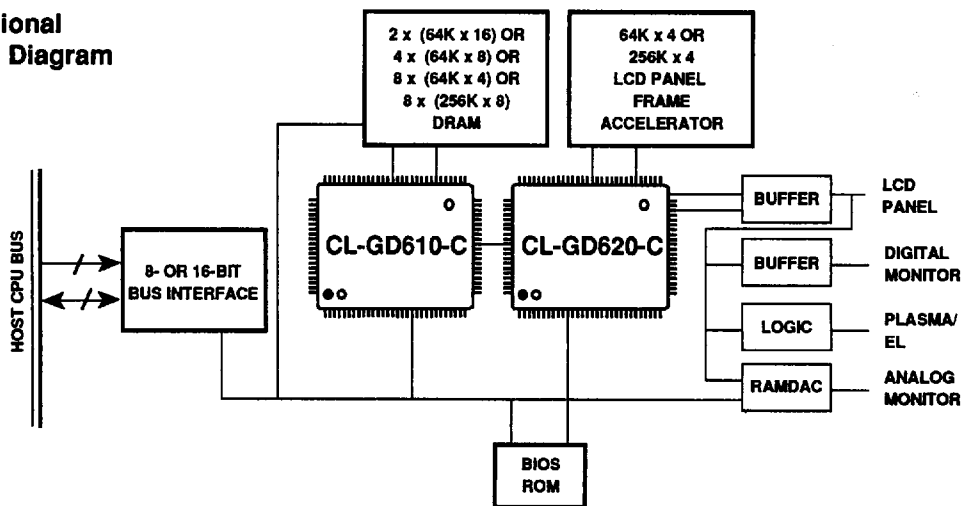 ional
Diagram
2 x (64K x 16) OR
4 x (64K x 8) OR
8 x (64K x 4) OR
8 x (256K x 8)
DRAM
64K x 4 OR
256K x 4
LCD PANEL
FRAME
ACCELERATOR
HOST CPU BUS
8- OR 16-BIT
BUS INTERFACE
CL-GD610-C
CL-GD620-C
BUFFER
LCD
PANEL
BUFFER
DIGITAL
MONITOR
LOGIC
PLASMA/
EL
RAMDAC
ANALOG
MONITOR
BIOS
ROM